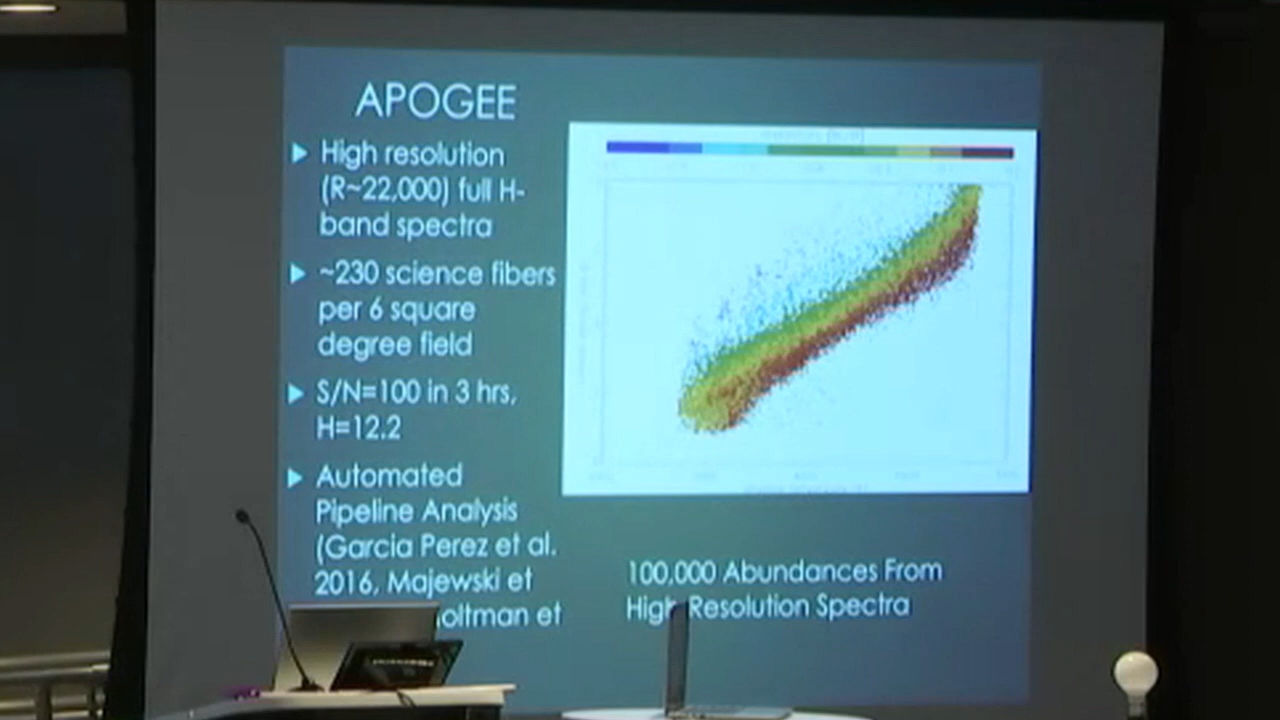 APOGEE
High resolution
(R~22,000) full H-
band spectra
~230 science fibers
per 6 square
degree field
S/N=100 in 3 hrs,
H=12.2
Automated
Pipeline Analysis
(Garcia Perez et al.
2016, Majewski et
oltman et
100,000 Abundances From
High Resolution Spectra